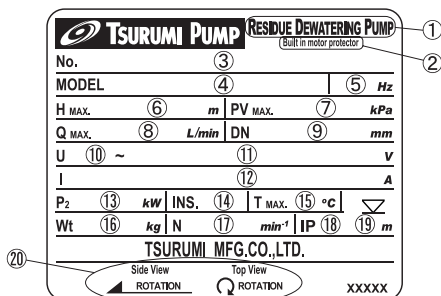 TSURUMI PUMP RESIDUE DEWATERING PUMP ①
Built in motor protector ②
No. ③
MODEL ④ ⑤ Hz
H MAX. ⑥ m PV MAX. ⑦ kPa
Q MAX. ⑧ L/min DN ⑨ mm
U ⑩ ~ ⑪ V
I ⑫ A
P2 ⑬ kW INS. ⑭ T MAX. ⑮ °C
Wt ⑯ kg N ⑰ min-1 IP ⑱ ⑲ m
TSURUMI MFG.CO.,LTD.
⑳ Side View Top View
ROTATION ROTATION XXXXX